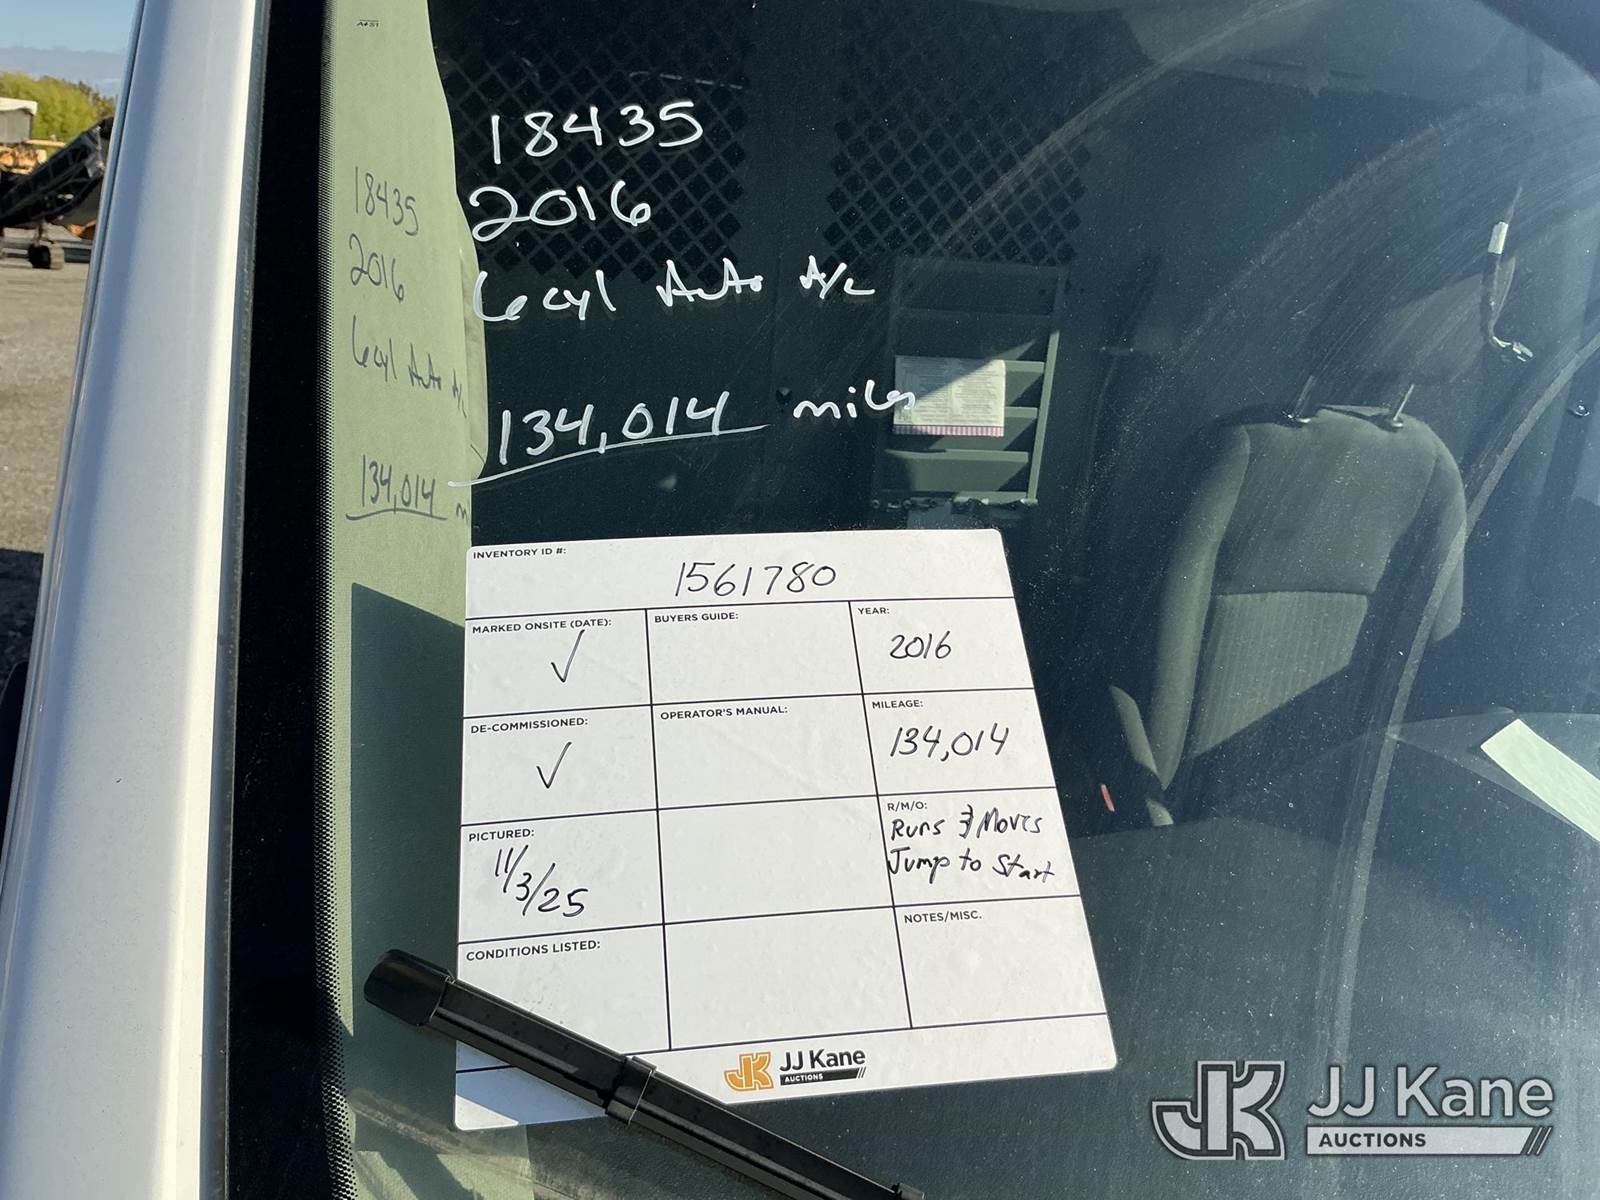 18435
2016
6cyl Auto A/C
134,014 miles
18435
2016
6cyl Auto A/C
134,014 m
INVENTORY ID #:
1561780
MARKED ONSITE (DATE): ✓
BUYERS GUIDE:
YEAR:
2016
DE-COMMISSIONED: ✓
OPERATOR'S MANUAL:
MILEAGE:
134,014
PICTURED:
11/3/25
R/M/O:
Runs & Moves
Jump to Start
CONDITIONS LISTED:
NOTES/MISC.
JK JJ Kane
AUCTIONS
JK JJ Kane
AUCTIONS